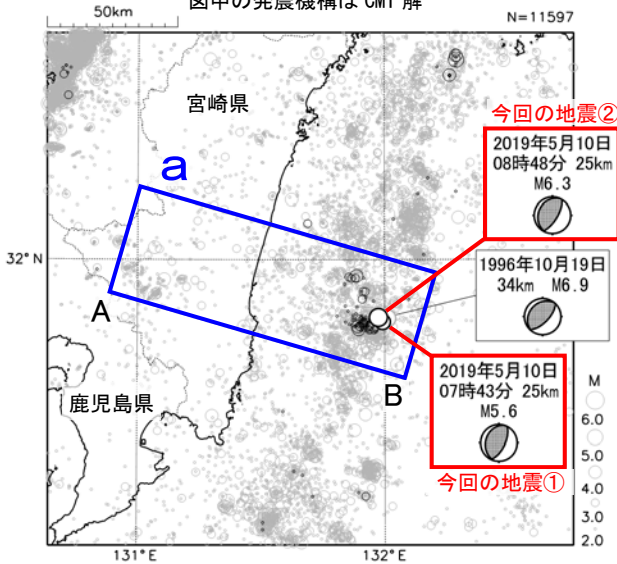 図中の発震機構は CMT 解
50km
N=11597
宮崎県
今回の地震②
2019年5月10日
08時48分 25km
M6.3
a
32°N
1996年10月19日
34km M6.9
A
B
2019年5月10日
07時43分 25km
M5.6
鹿児島県
今回の地震①
M
6.0
5.0
4.0
3.0
2.0
131°E
132°E